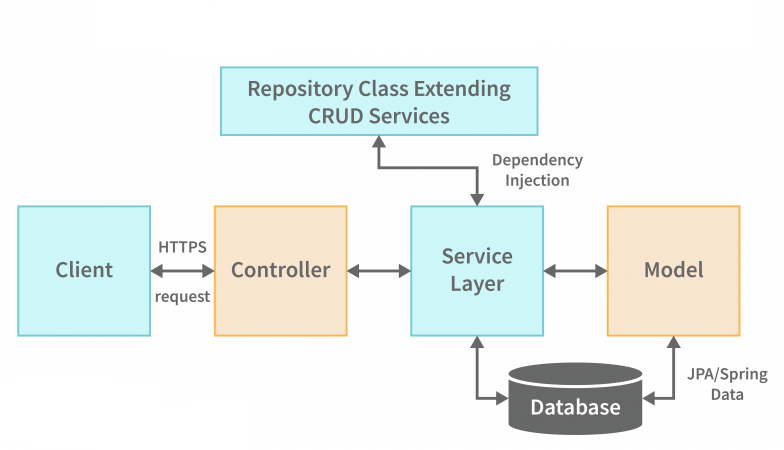 Repository Class Extending
CRUD Services
Dependency
Injection
Client
HTTPS
request
Controller
Service
Layer
Model
JPA/Spring
Data
Database